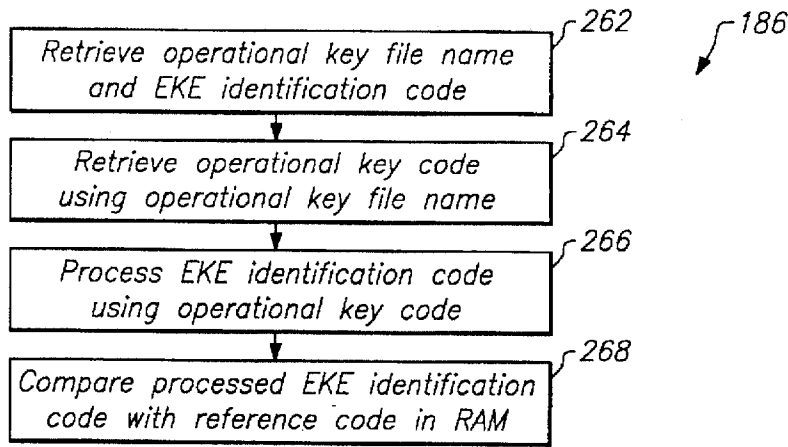 262
186
Retrieve operational key file name
and EKE identification code
264
Retrieve operational key code
using operational key file name
266
Process EKE identification code
using operational key code
268
Compare processed EKE identification
code with reference code in RAM